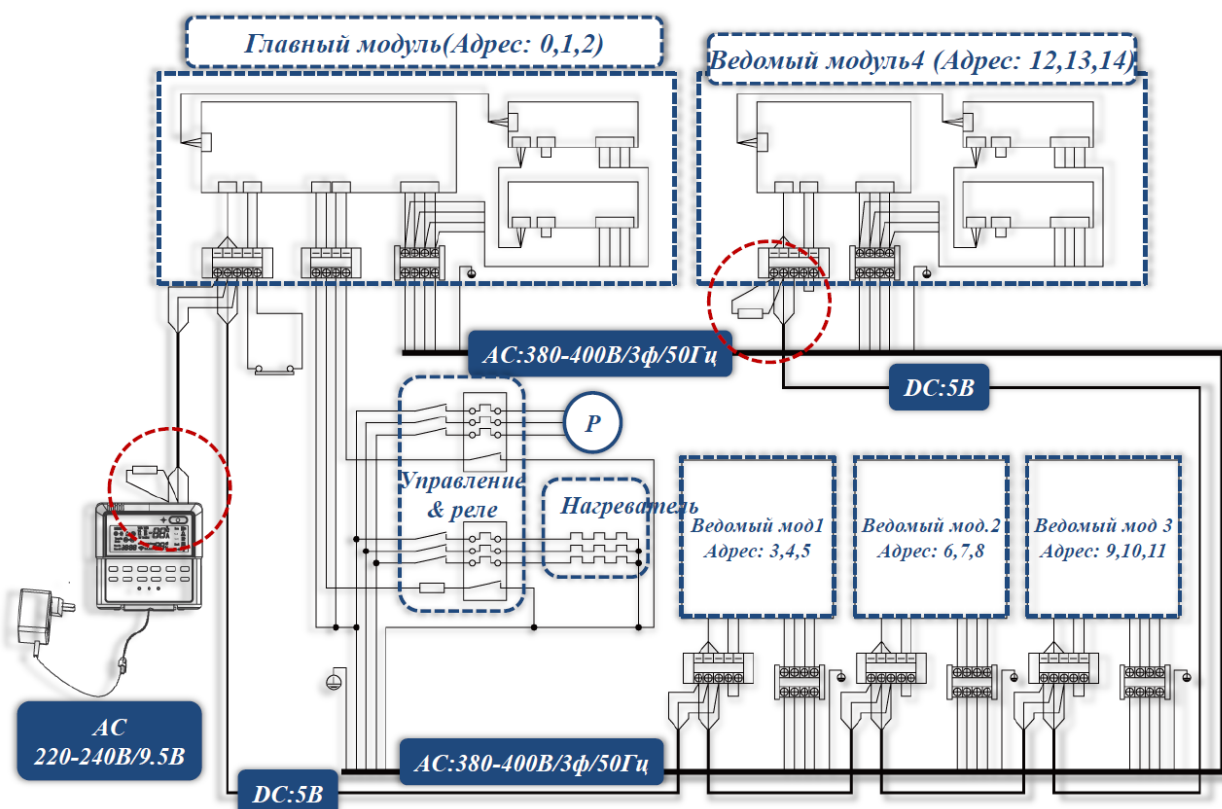 Главный модуль(Адрес: 0,1,2)
Ведомый модуль4 (Адрес: 12,13,14)
AC:380-400В/3ф/50Гц
DC:5В
P
Управление
& реле
Нагреватель
Ведомый мод1
Адрес: 3,4,5
Ведомый мод.2
Адрес: 6,7,8
Ведомый мод 3
Адрес: 9,10,11
AC
220-240В/9.5В
AC:380-400В/3ф/50Гц
DC:5В